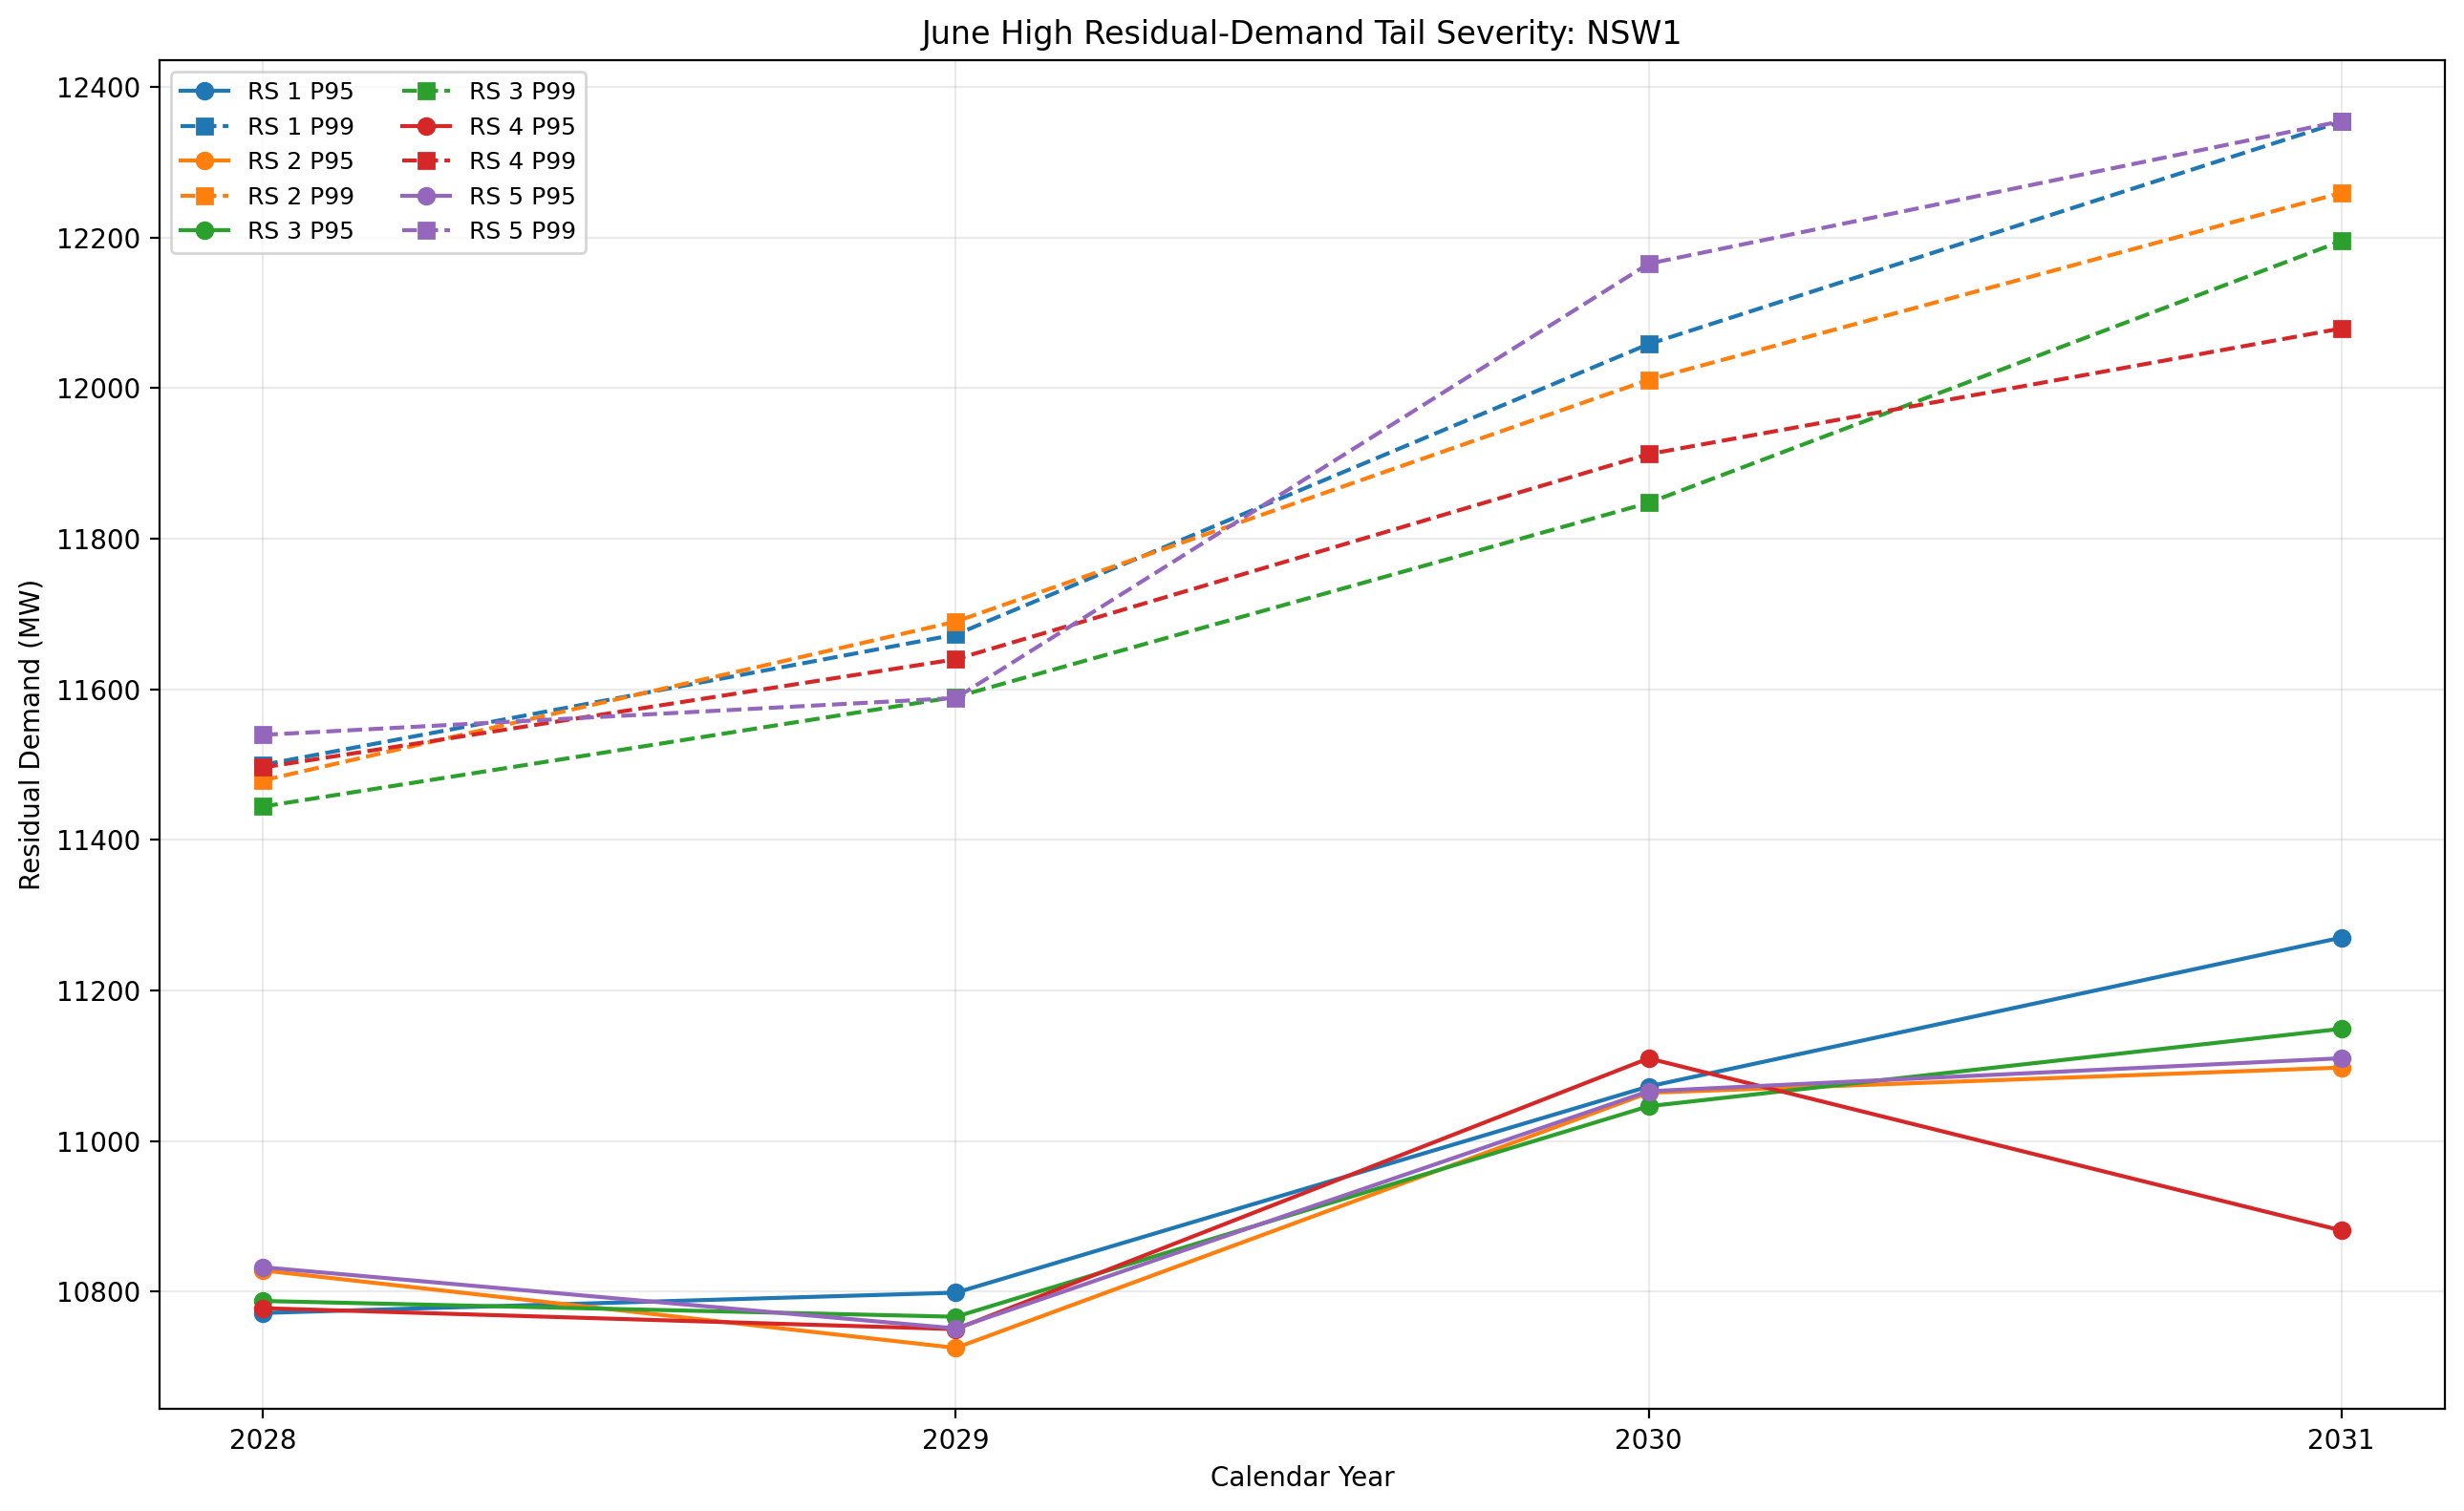 June High Residual-Demand Tail Severity: NSW1
RS 1 P95
RS 1 P99
RS 2 P95
RS 2 P99
RS 3 P95
RS 3 P99
RS 4 P95
RS 4 P99
RS 5 P95
RS 5 P99
Residual Demand (MW)
12400
12200
12000
11800
11600
11400
11200
11000
10800
2028
2029
2030
2031
Calendar Year